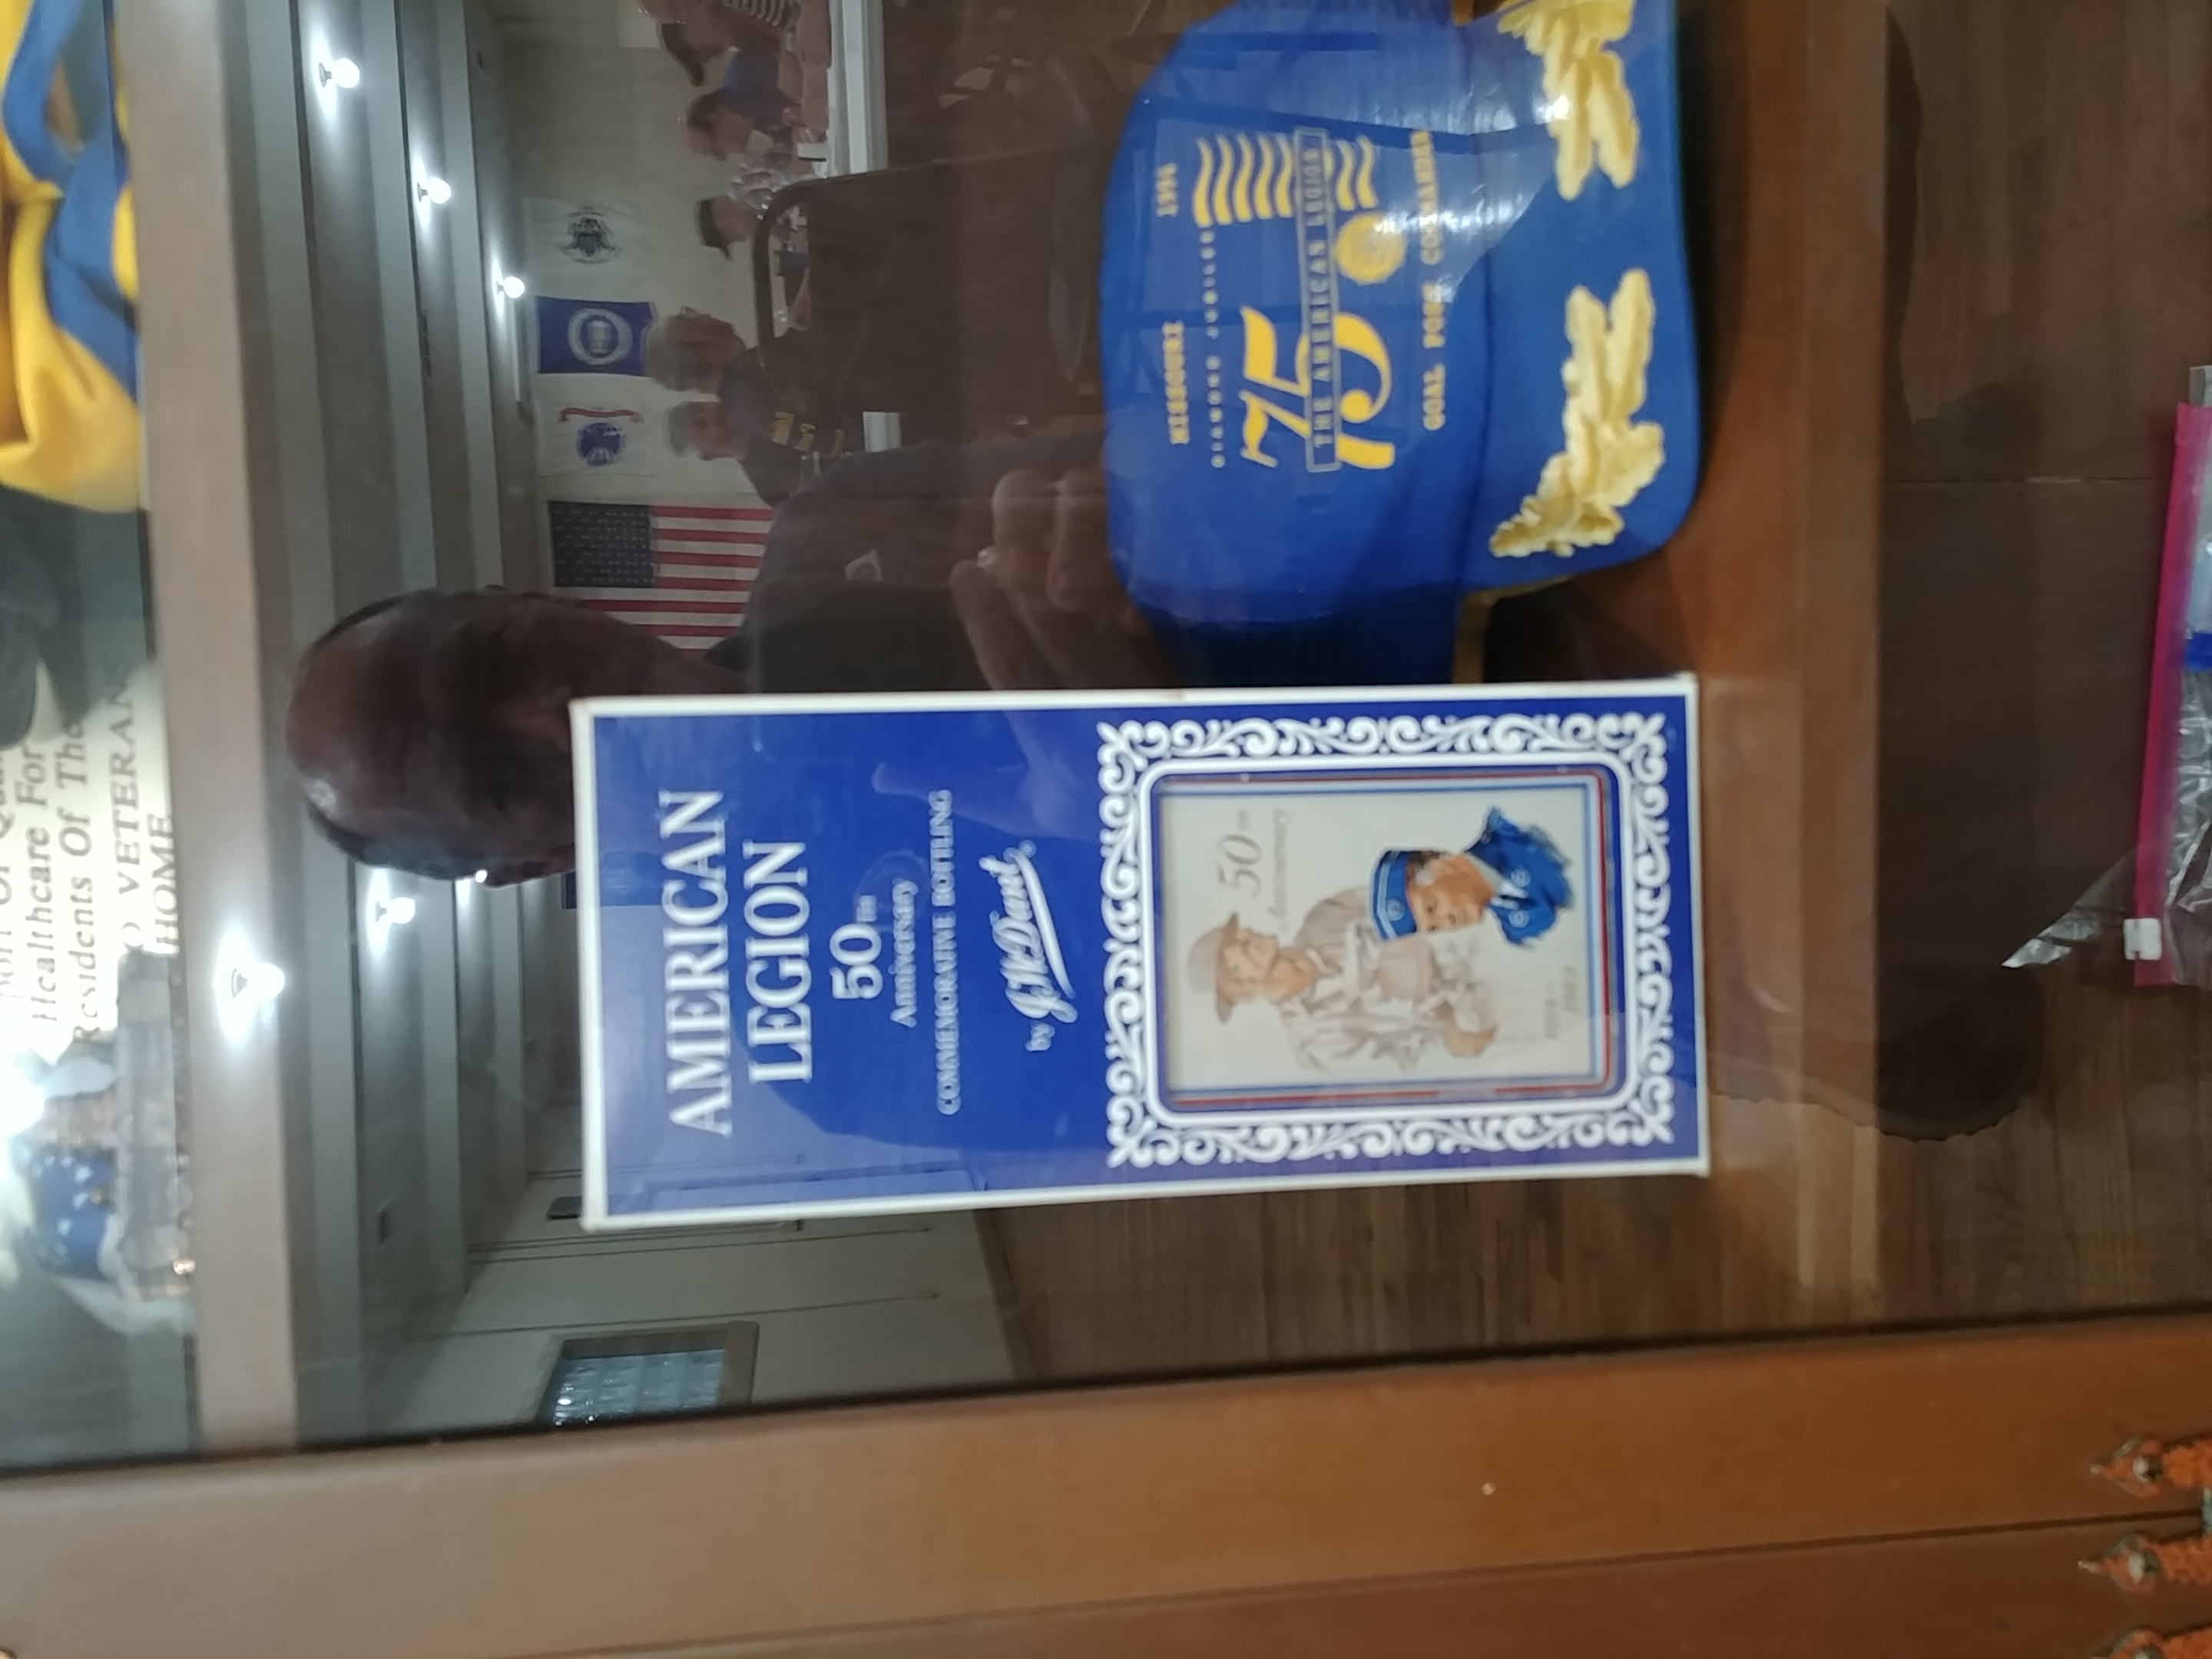 Healthcare For
Residents Of The
VETERANS
HOME
AMERICAN
LEGION
50TH
Anniversary
COMMEMORATIVE BOTTLING
by J.W. Dant®
50TH
Anniversary
MISSOURI 1994
DIAMOND JUBILEE
75
THE AMERICAN LEGION
GOAL POST COMMANDER